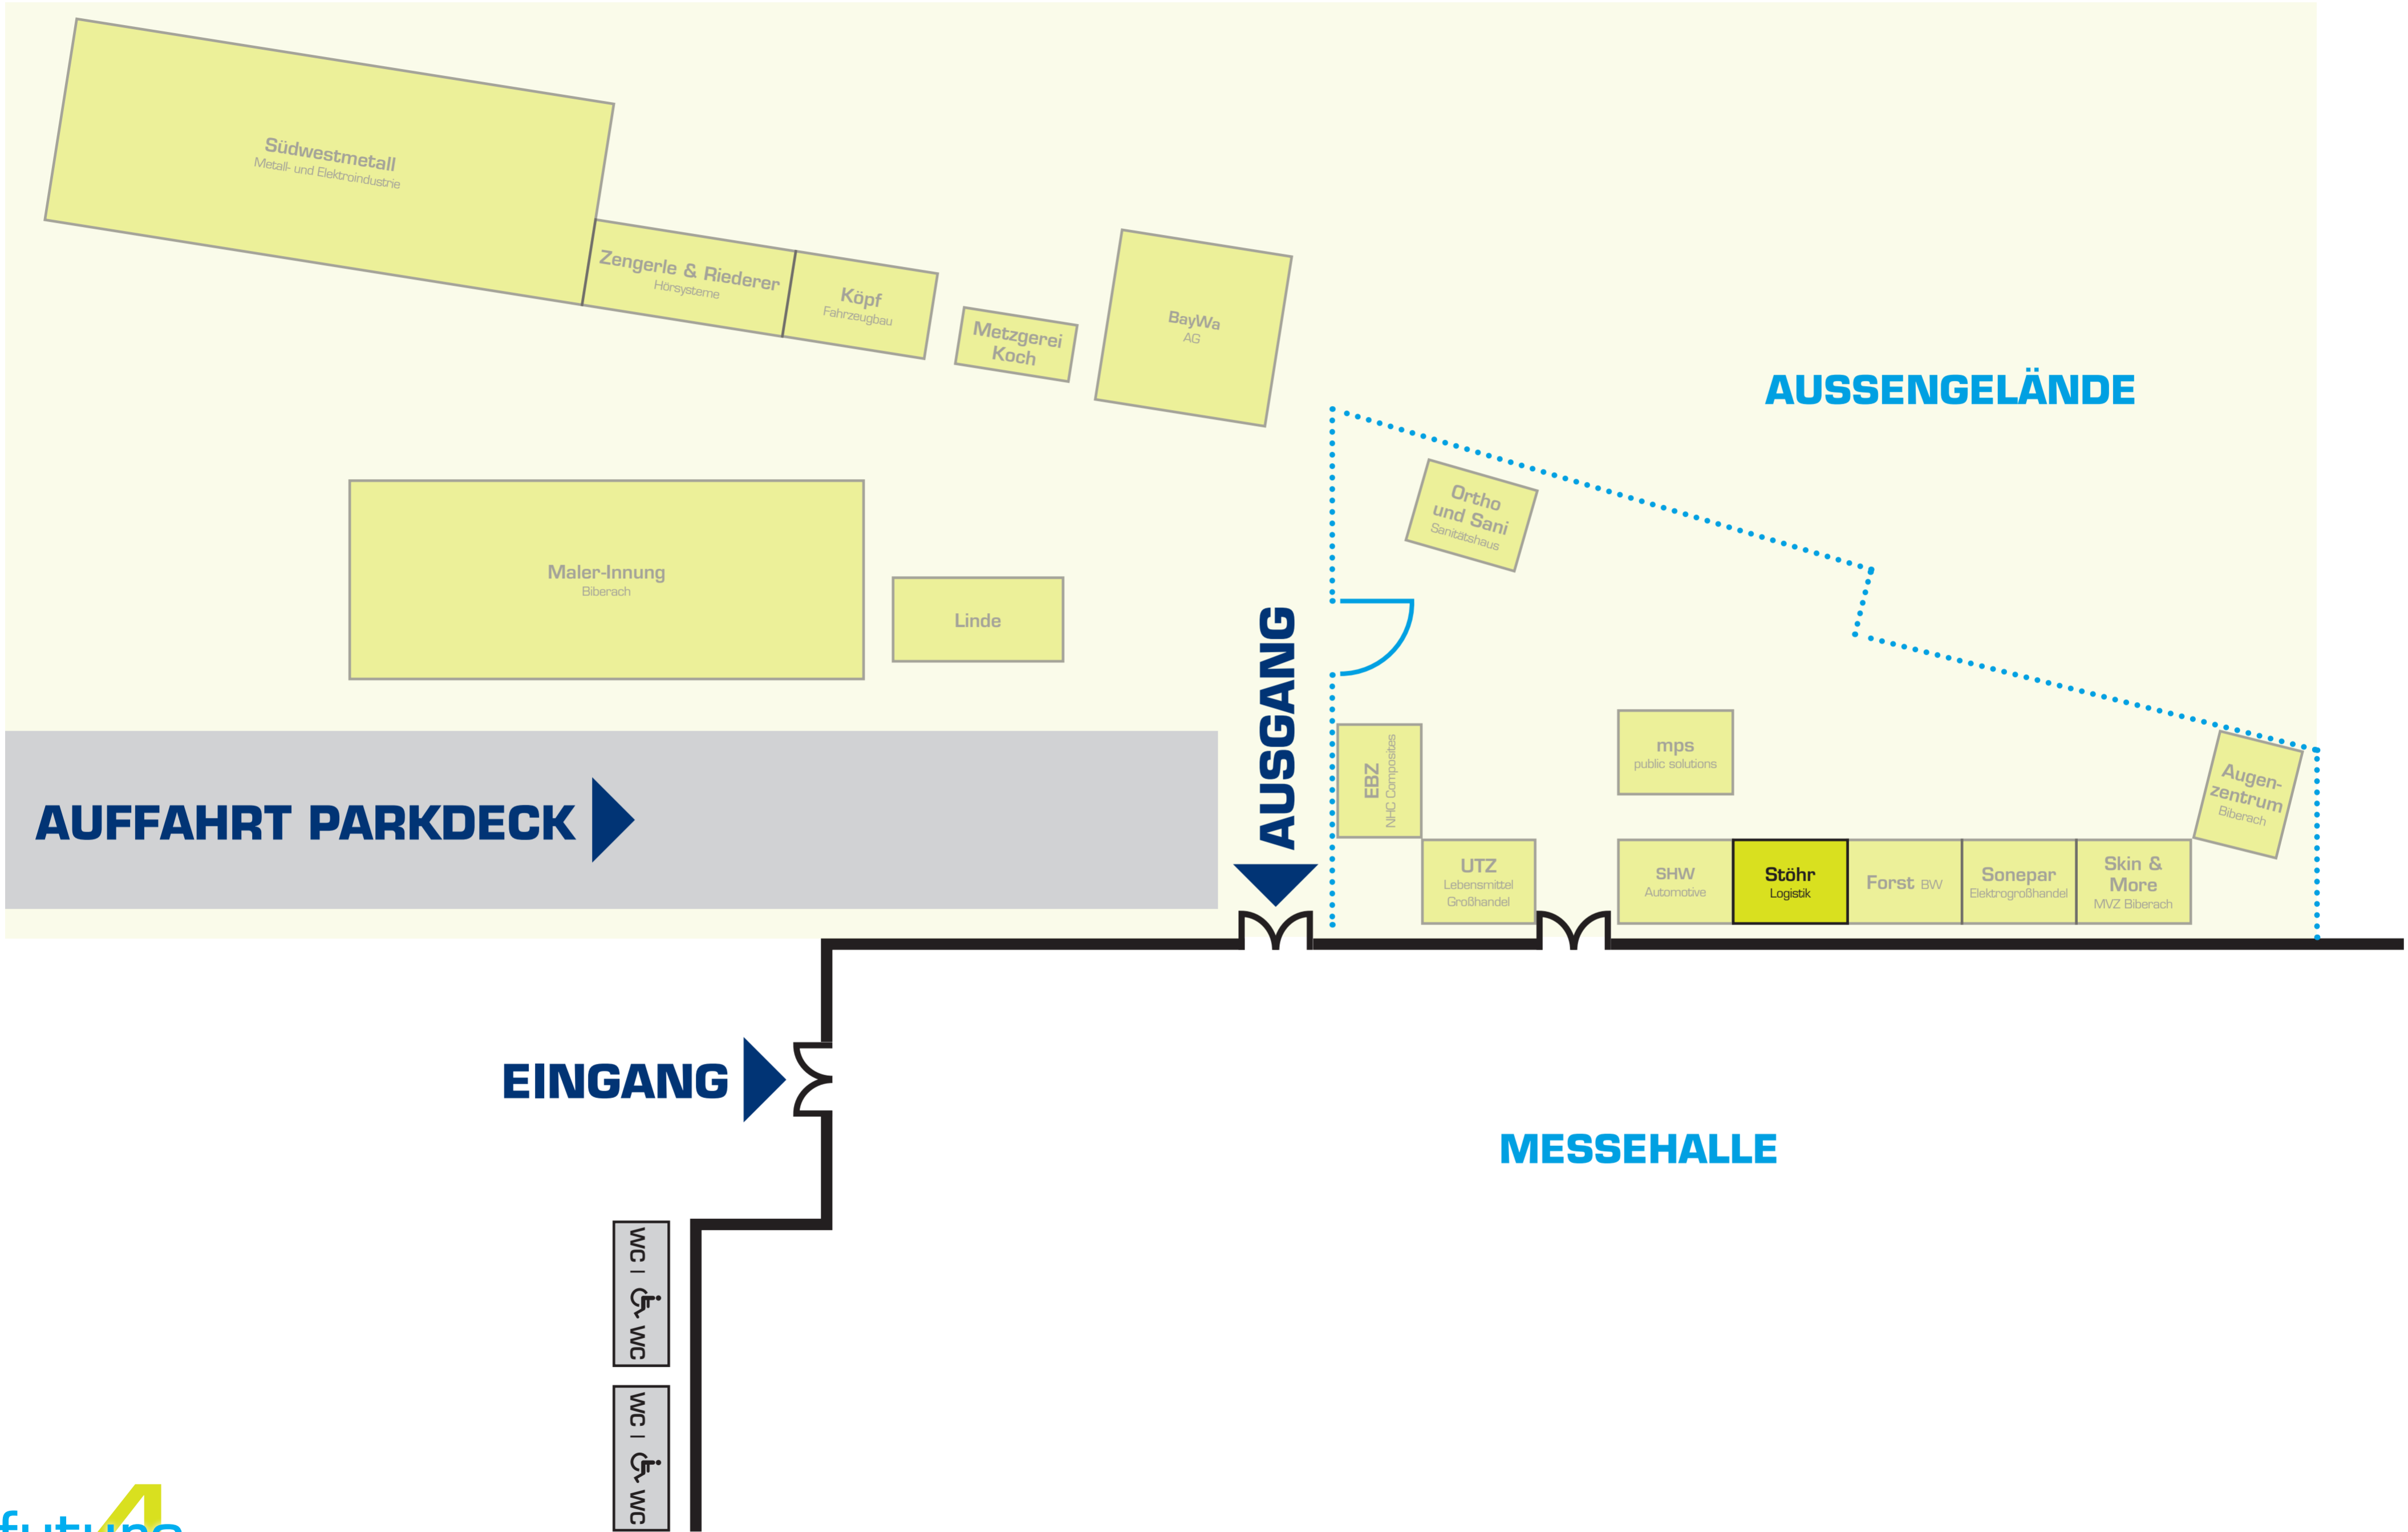 Südwestmetall
Metall- und Elektroindustrie
Zengerle & Riederer
Hörsysteme
Köpf
Fahrzeugbau
Metzgerei
Koch
BayWa
AG
AUSSENGELÄNDE
Ortho
und Sani
Sanitätshaus
Maler-Innung
Biberach
Linde
AUSGANG
EBZ
NHC Composites
mps
public solutions
Augen-
zentrum
Biberach
AUFFAHRT PARKDECK
UTZ
Lebensmittel
Großhandel
SHW
Automotive
Stöhr
Logistik
Forst BW
Sonepar
Elektrogroßhandel
Skin &
More
MVZ Biberach
EINGANG
MESSEHALLE
WC | WC
WC | WC
4
future